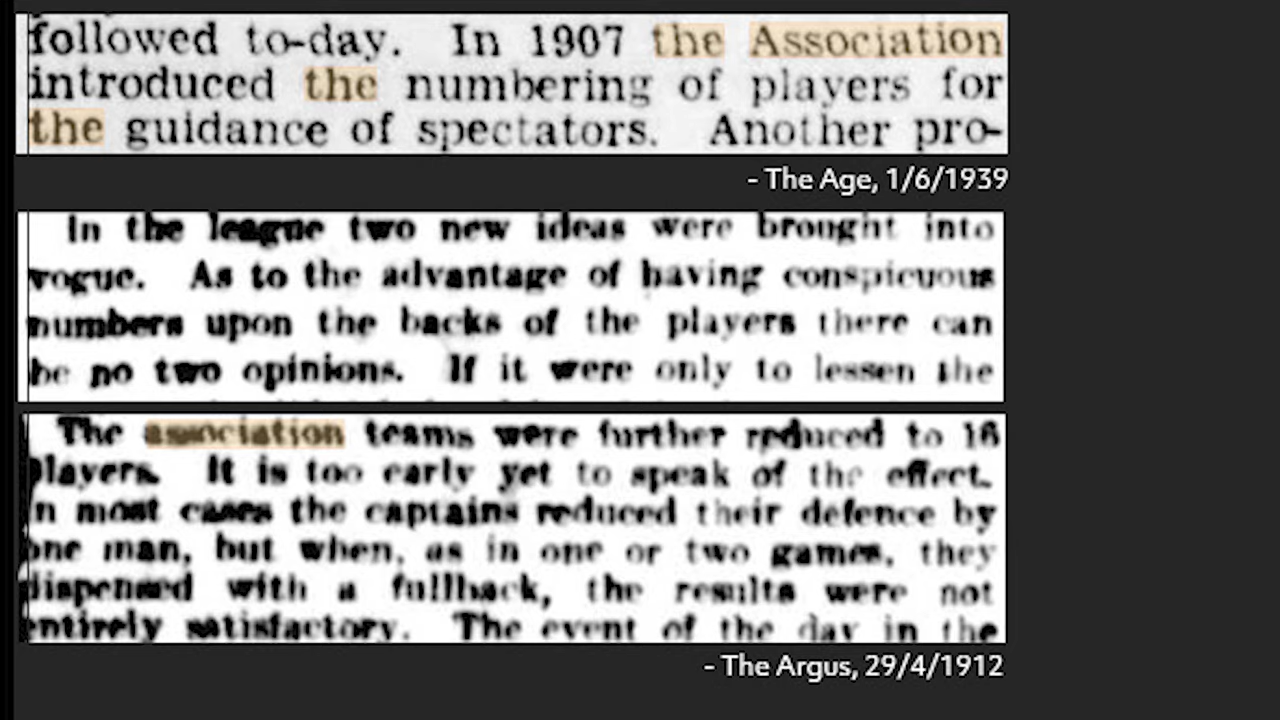 followed to-day. In 1907 the Association
introduced the numbering of players for
the guidance of spectators. Another pro-
- The Age, 1/6/1939
In the league two new ideas were brought into
vogue. As to the advantage of having conspicuous
numbers upon the backs of the players there can
be no two opinions. If it were only to lessen the
The association teams were further reduced to 16
players. It is too early yet to speak of the effect.
In most cases the captains reduced their defence by
one man, but when, as in one or two games, they
dispensed with a fullback, the results were not
entirely satisfactory. The event of the day in the
- The Argus, 29/4/1912